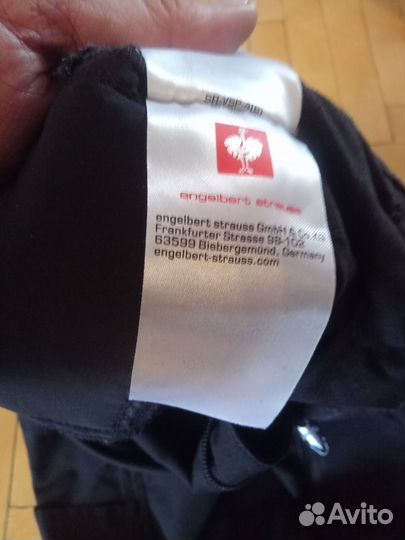 engelbert strauss
engelbert strauss GmbH & Co. KG
Frankfurter Strasse 98-102
63599 Biebergemünd, Germany
engelbert-strauss.com
Avito